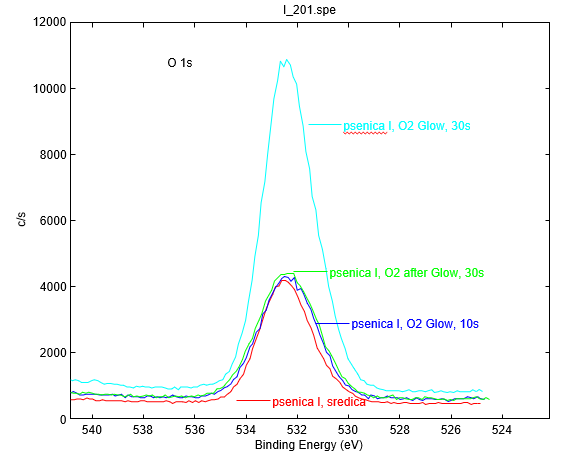 I_201.spe
12000
O 1s
10000
psenica I, O2 Glow, 30s
8000
c/s
6000
psenica I, O2 after Glow, 30s
4000
psenica I, O2 Glow, 10s
2000
psenica I, sredica
0
540 538 536 534 532 530 528 526 524
Binding Energy (eV)